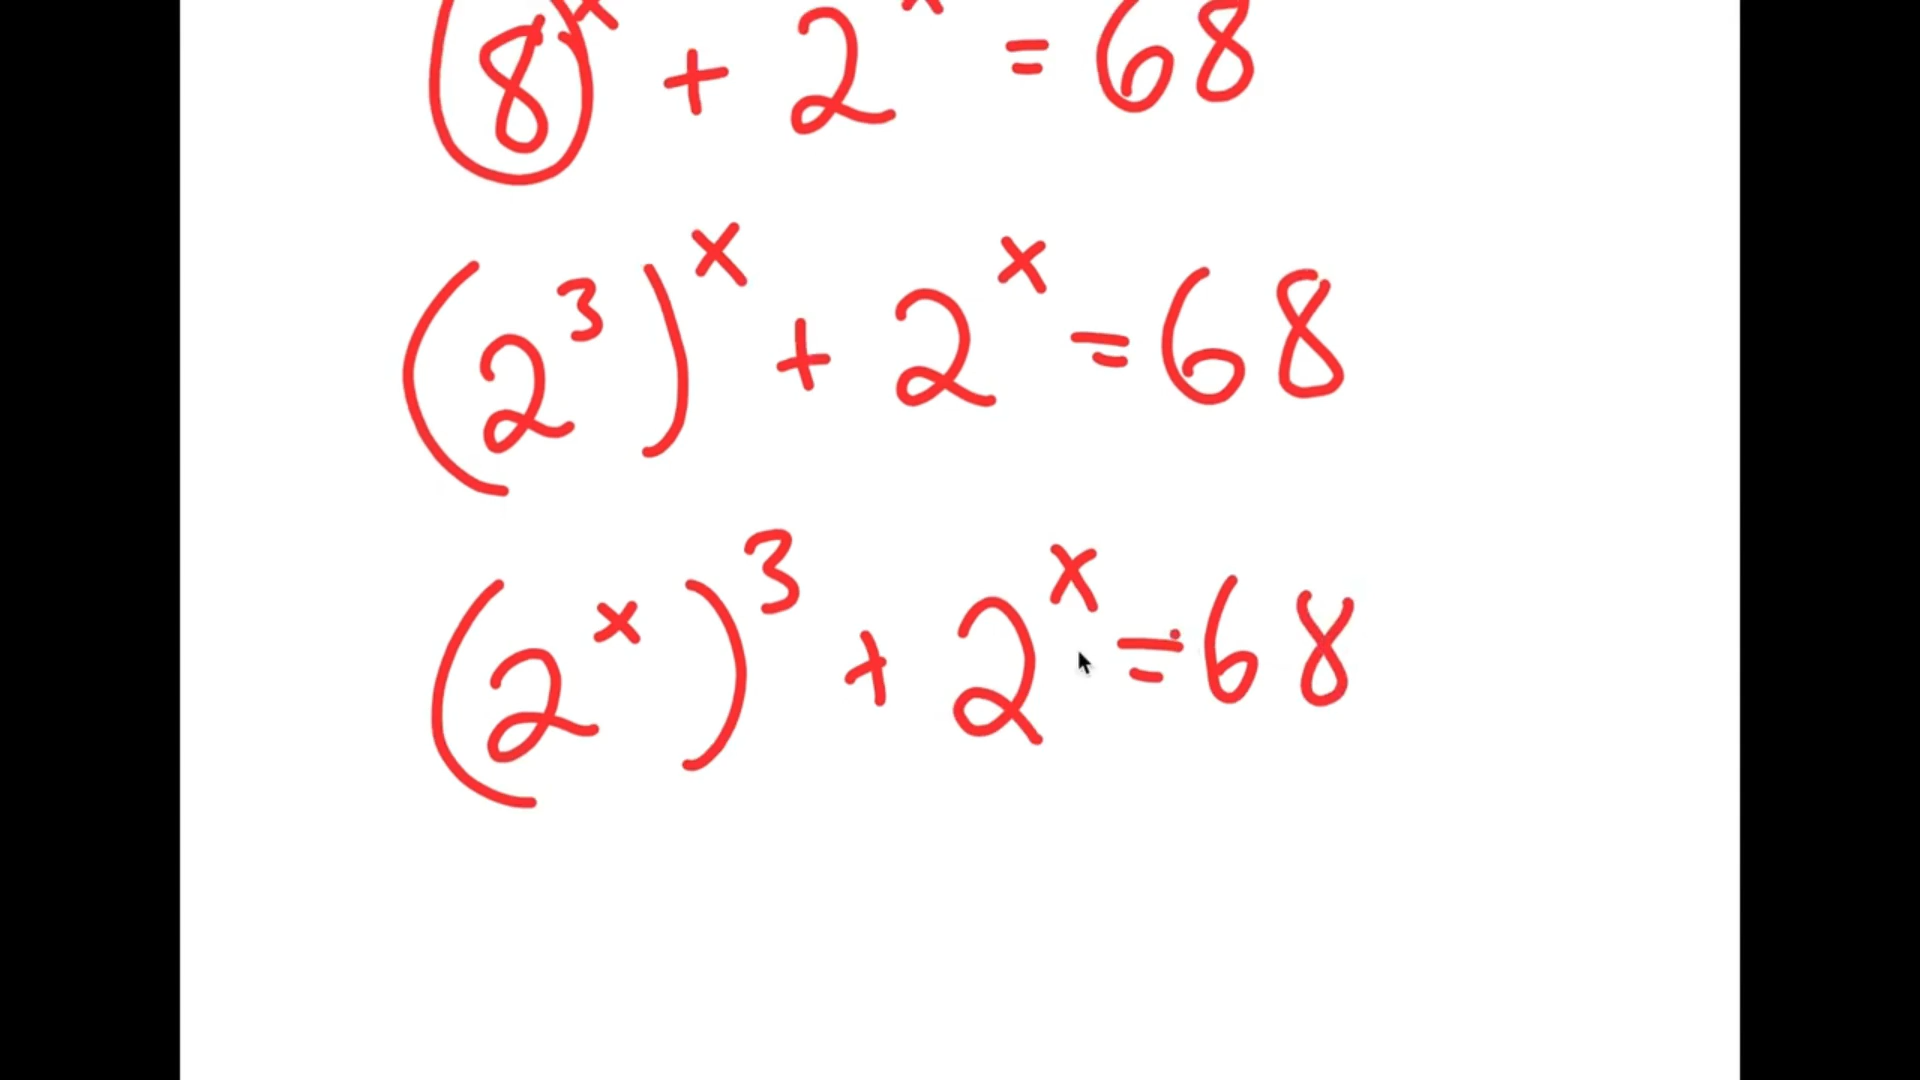 8^x + 2^x = 68
(2^3)^x + 2^x = 68
(2^x)^3 + 2^x = 68